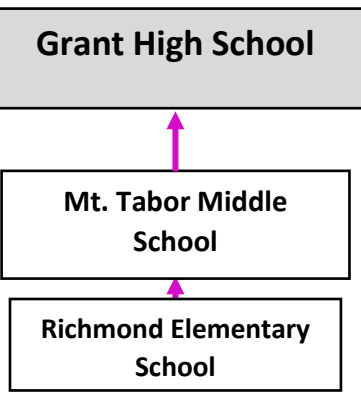 Grant High School
Mt. Tabor Middle
School
Richmond Elementary
School